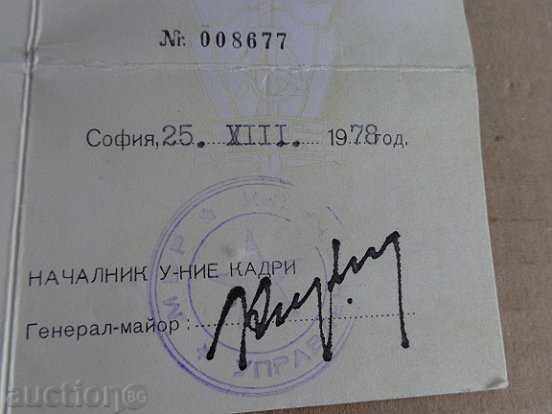 № 008677
София, 25. XIII. 1978 год.
НАЧАЛНИК У-НИЕ КАДРИ
Генерал-майор:
auction BG